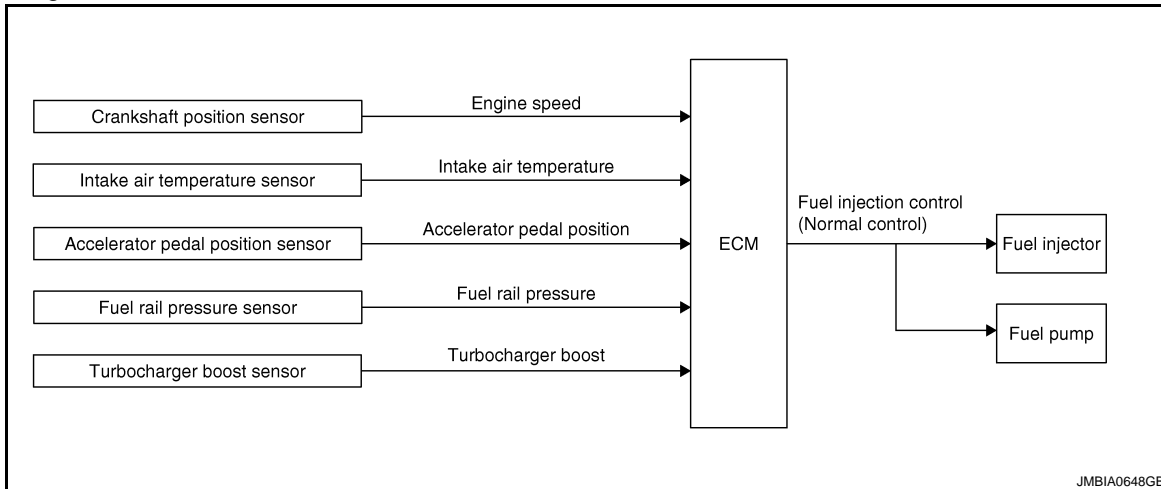 Crankshaft position sensor
Engine speed
Intake air temperature sensor
Intake air temperature
Accelerator pedal position sensor
Accelerator pedal position
Fuel rail pressure sensor
Fuel rail pressure
Turbocharger boost sensor
Turbocharger boost
ECM
Fuel injection control
(Normal control)
Fuel injector
Fuel pump